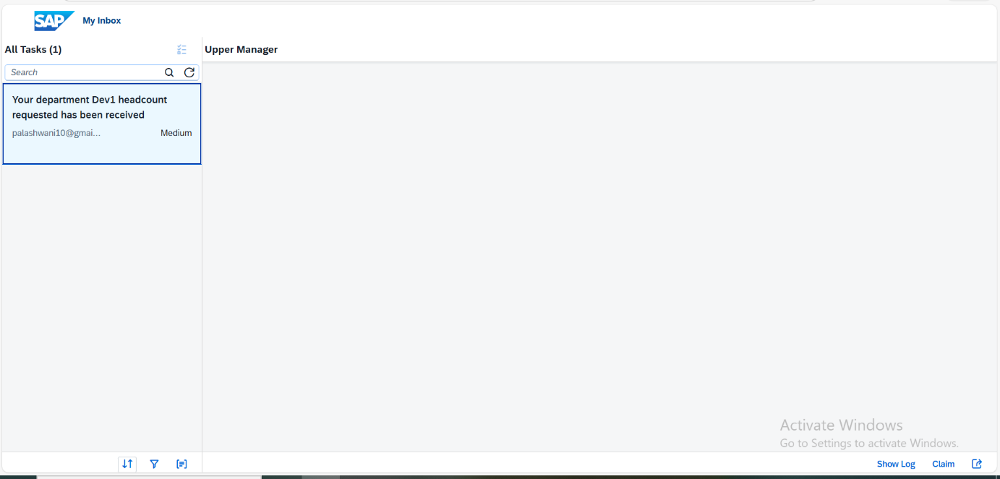 SAP My Inbox
All Tasks (1)
Upper Manager
Search
Your department Dev1 headcount
requested has been received
palashwani10@gmai...
Medium
Activate Windows
Go to Settings to activate Windows.
Show Log Claim